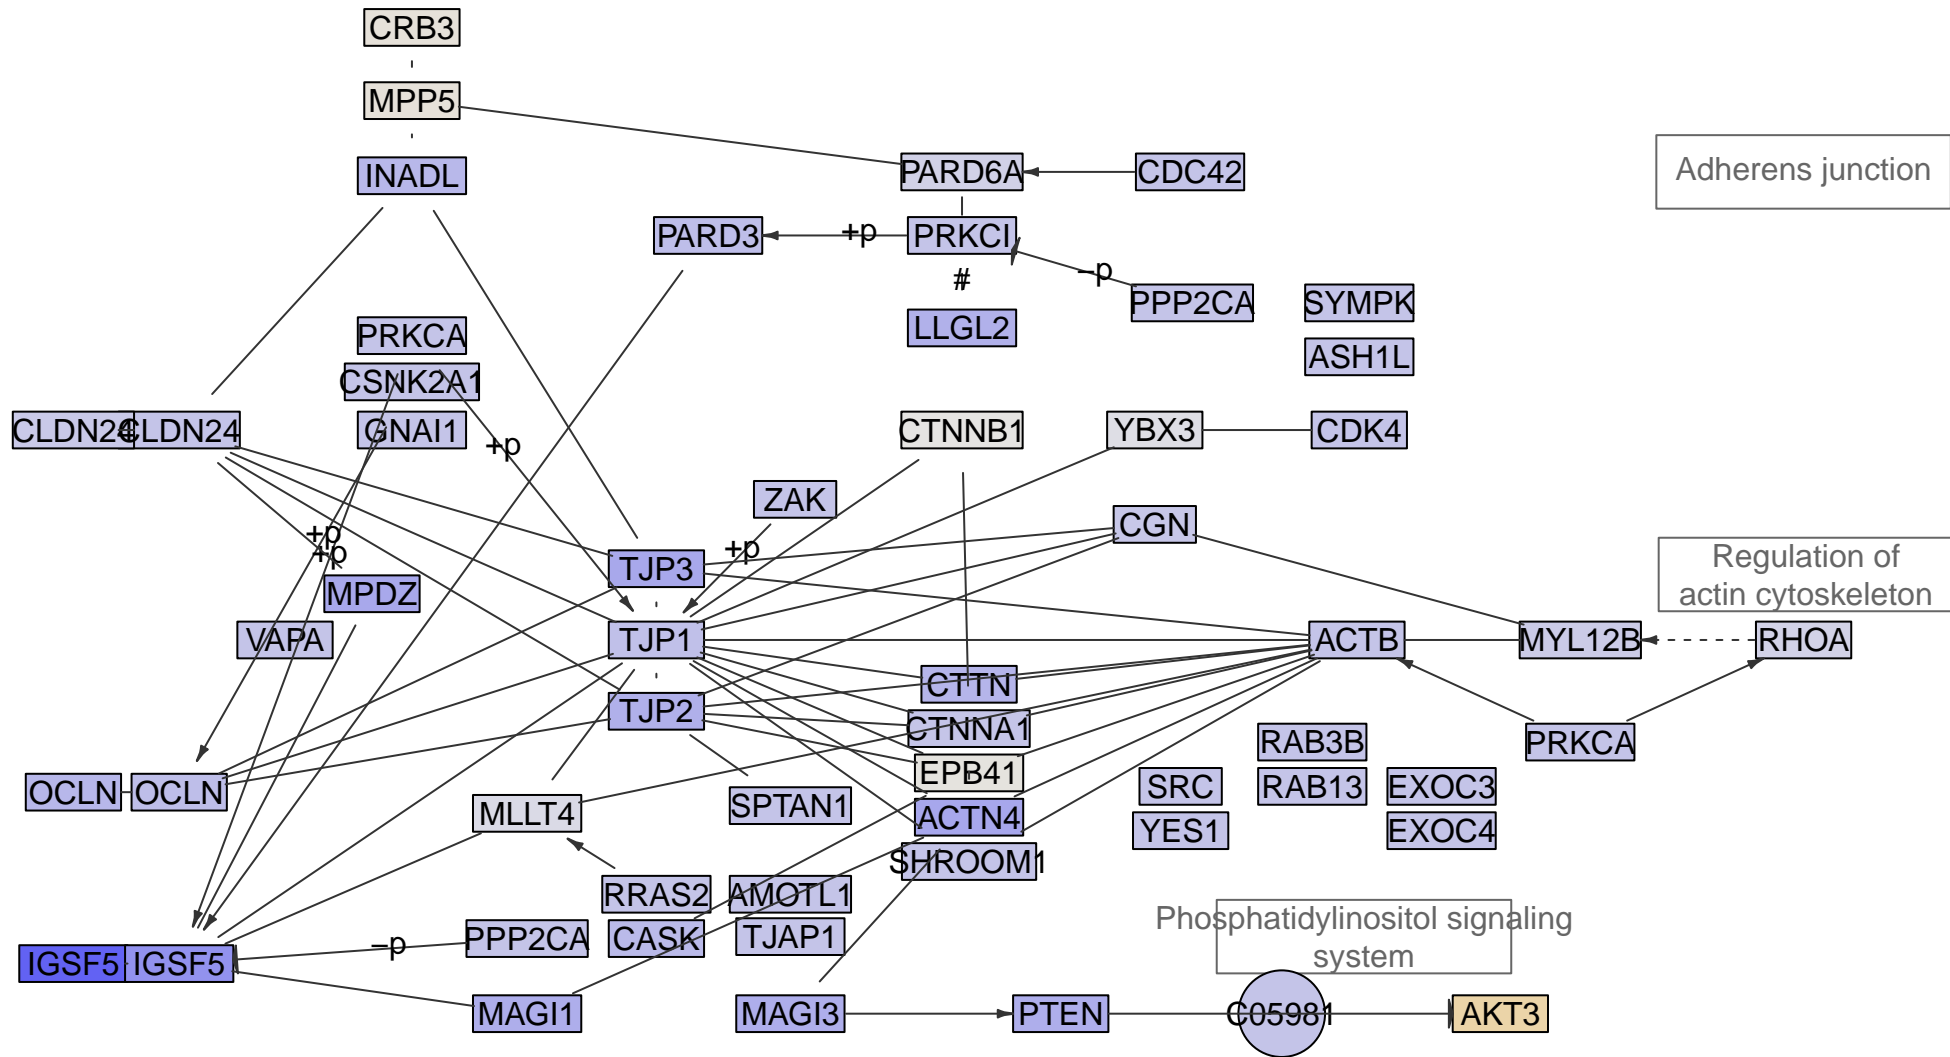 CRB3
MPP5
INADL
PARD6A
CDC42
Adherens junction
PARD3
+p
PRKCI
#
–p
PPP2CA
SYMPK
PRKCA
LLGL2
ASH1L
CSNK2A1
CLDN24
CLDN24
GNAI1
+p
CTNNB1
YBX3
CDK4
ZAK
CGN
+p
+p
+p
TJP3
Regulation of
actin cytoskeleton
MPDZ
VAPA
TJP1
ACTB
MYL12B
RHOA
CTTN
TJP2
CTNNA1
RAB3B
PRKCA
EPB41
OCLN
OCLN
SRC
RAB13
EXOC3
MLLT4
SPTAN1
ACTN4
YES1
EXOC4
SHROOM1
RRAS2
AMOTL1
Phosphatidylinositol signaling
system
PPP2CA
–p
CASK
TJAP1
IGSF5
IGSF5
MAGI1
MAGI3
PTEN
C05981
AKT3